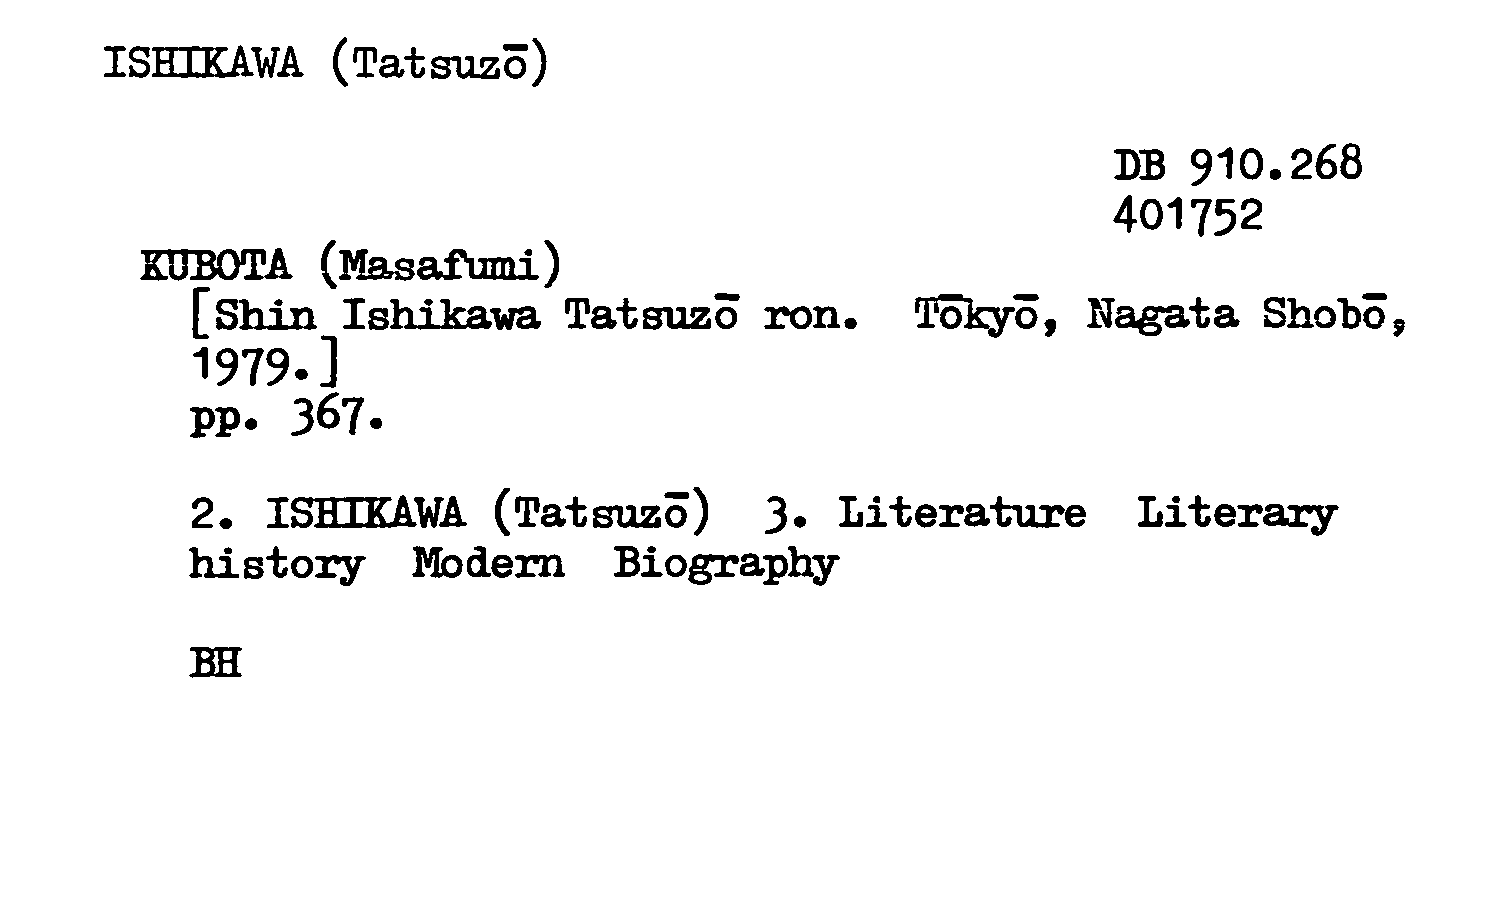 ISHIKAWA (Tatsuzō)
DB 910.268
401752
KUBOTA (Masafumi)
[Shin Ishikawa Tatsuzō ron. Tōkyō, Nagata Shobō,
1979.]
pp. 367.
2. ISHIKAWA (Tatsuzō) 3. Literature Literary
history Modern Biography
BH